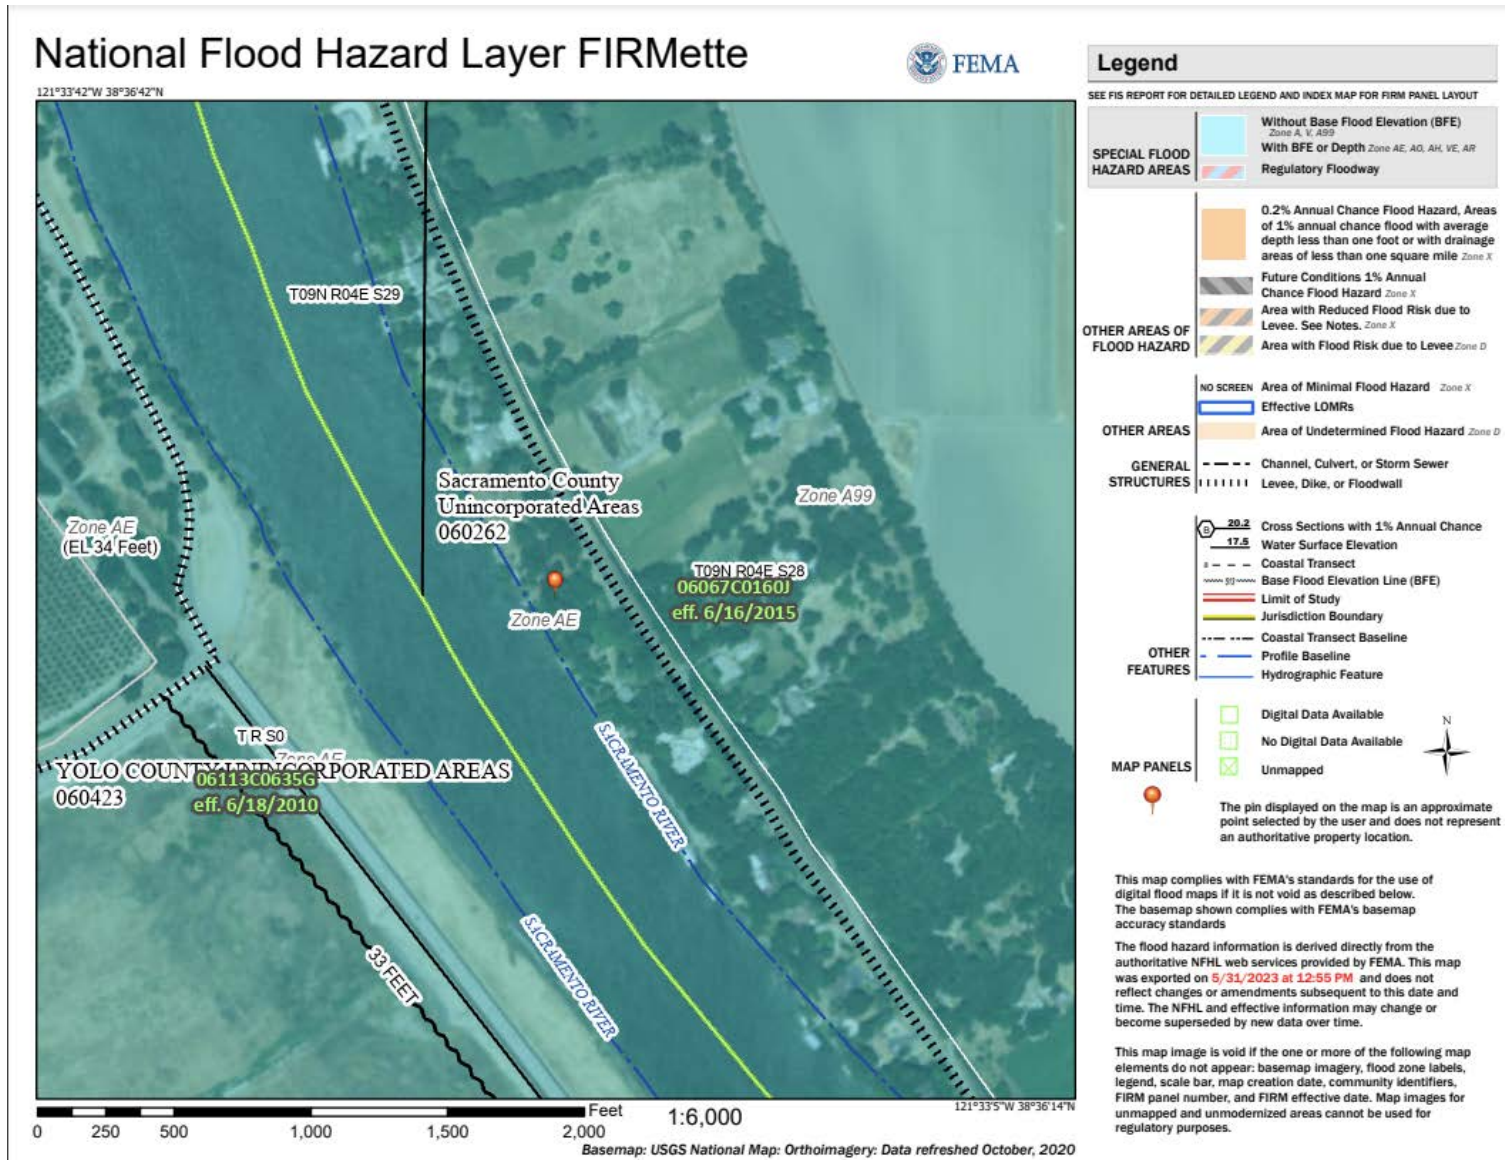 National Flood Hazard Layer FIRMette
FEMA
121°33'42"W 38°36'42"N
T09N R04E S29
Sacramento County
Unincorporated Areas
060262
Zone A99
Zone AE
(EL 34 Feet)
T09N R04E S28
06067C0160J
eff. 6/16/2015
Zone AE
T R S0
Zone AE
YOLO COUNTY UNINCORPORATED AREAS
060423
06113C0635G
eff. 6/18/2010
SACRAMENTO RIVER
SACRAMENTO RIVER
33 FEET
121°33'5"W 38°36'14"N
Feet
1:6,000
0 250 500 1,000 1,500 2,000
Basemap: USGS National Map: Orthoimagery: Data refreshed October, 2020
Legend
SEE FIS REPORT FOR DETAILED LEGEND AND INDEX MAP FOR FIRM PANEL LAYOUT
SPECIAL FLOOD
HAZARD AREAS
Without Base Flood Elevation (BFE)
Zone A, V, A99
With BFE or Depth Zone AE, AO, AH, VE, AR
Regulatory Floodway
0.2% Annual Chance Flood Hazard, Areas
of 1% annual chance flood with average
depth less than one foot or with drainage
areas of less than one square mile Zone X
Future Conditions 1% Annual
Chance Flood Hazard Zone X
Area with Reduced Flood Risk due to
Levee. See Notes. Zone X
Area with Flood Risk due to Levee Zone D
OTHER AREAS OF
FLOOD HAZARD
NO SCREEN Area of Minimal Flood Hazard Zone X
Effective LOMRs
Area of Undetermined Flood Hazard Zone D
OTHER AREAS
GENERAL
STRUCTURES
Channel, Culvert, or Storm Sewer
Levee, Dike, or Floodwall
B 20.2 Cross Sections with 1% Annual Chance
17.5 Water Surface Elevation
8 Coastal Transect
513 Base Flood Elevation Line (BFE)
Limit of Study
Jurisdiction Boundary
Coastal Transect Baseline
Profile Baseline
Hydrographic Feature
OTHER
FEATURES
Digital Data Available
No Digital Data Available
Unmapped
MAP PANELS
N
The pin displayed on the map is an approximate
point selected by the user and does not represent
an authoritative property location.
This map complies with FEMA's standards for the use of
digital flood maps if it is not void as described below.
The basemap shown complies with FEMA's basemap
accuracy standards
The flood hazard information is derived directly from the
authoritative NFHL web services provided by FEMA. This map
was exported on 5/31/2023 at 12:55 PM and does not
reflect changes or amendments subsequent to this date and
time. The NFHL and effective information may change or
become superseded by new data over time.
This map image is void if the one or more of the following map
elements do not appear: basemap imagery, flood zone labels,
legend, scale bar, map creation date, community identifiers,
FIRM panel number, and FIRM effective date. Map images for
unmapped and unmodernized areas cannot be used for
regulatory purposes.